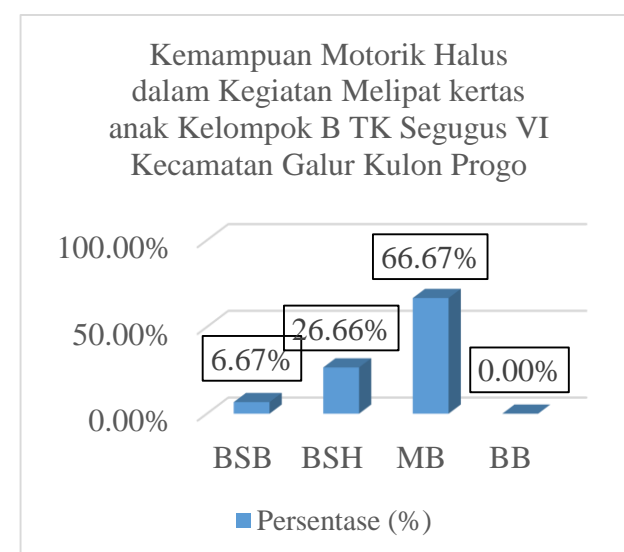 Kemampuan Motorik Halus
dalam Kegiatan Melipat kertas
anak Kelompok B TK Segugus VI
Kecamatan Galur Kulon Progo
100.00%
50.00%
0.00%
6.67%
26.66%
66.67%
0.00%
BSB BSH MB BB
Persentase (%)